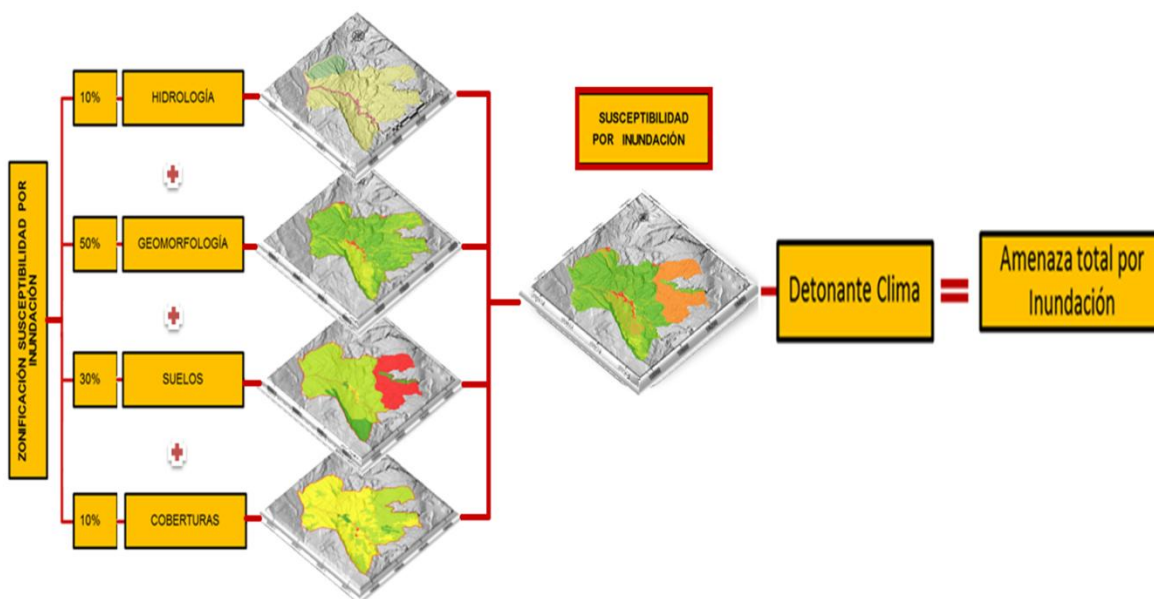 ZONIFICACIÓN SUSCEPTIBILIDAD POR
INUNDACIÓN
10%
HIDROLOGÍA
50%
GEOMORFOLOGÍA
30%
SUELOS
10%
COBERTURAS
SUSCEPTIBILIDAD
POR INUNDACIÓN
Detonante Clima
Amenaza total por
Inundación